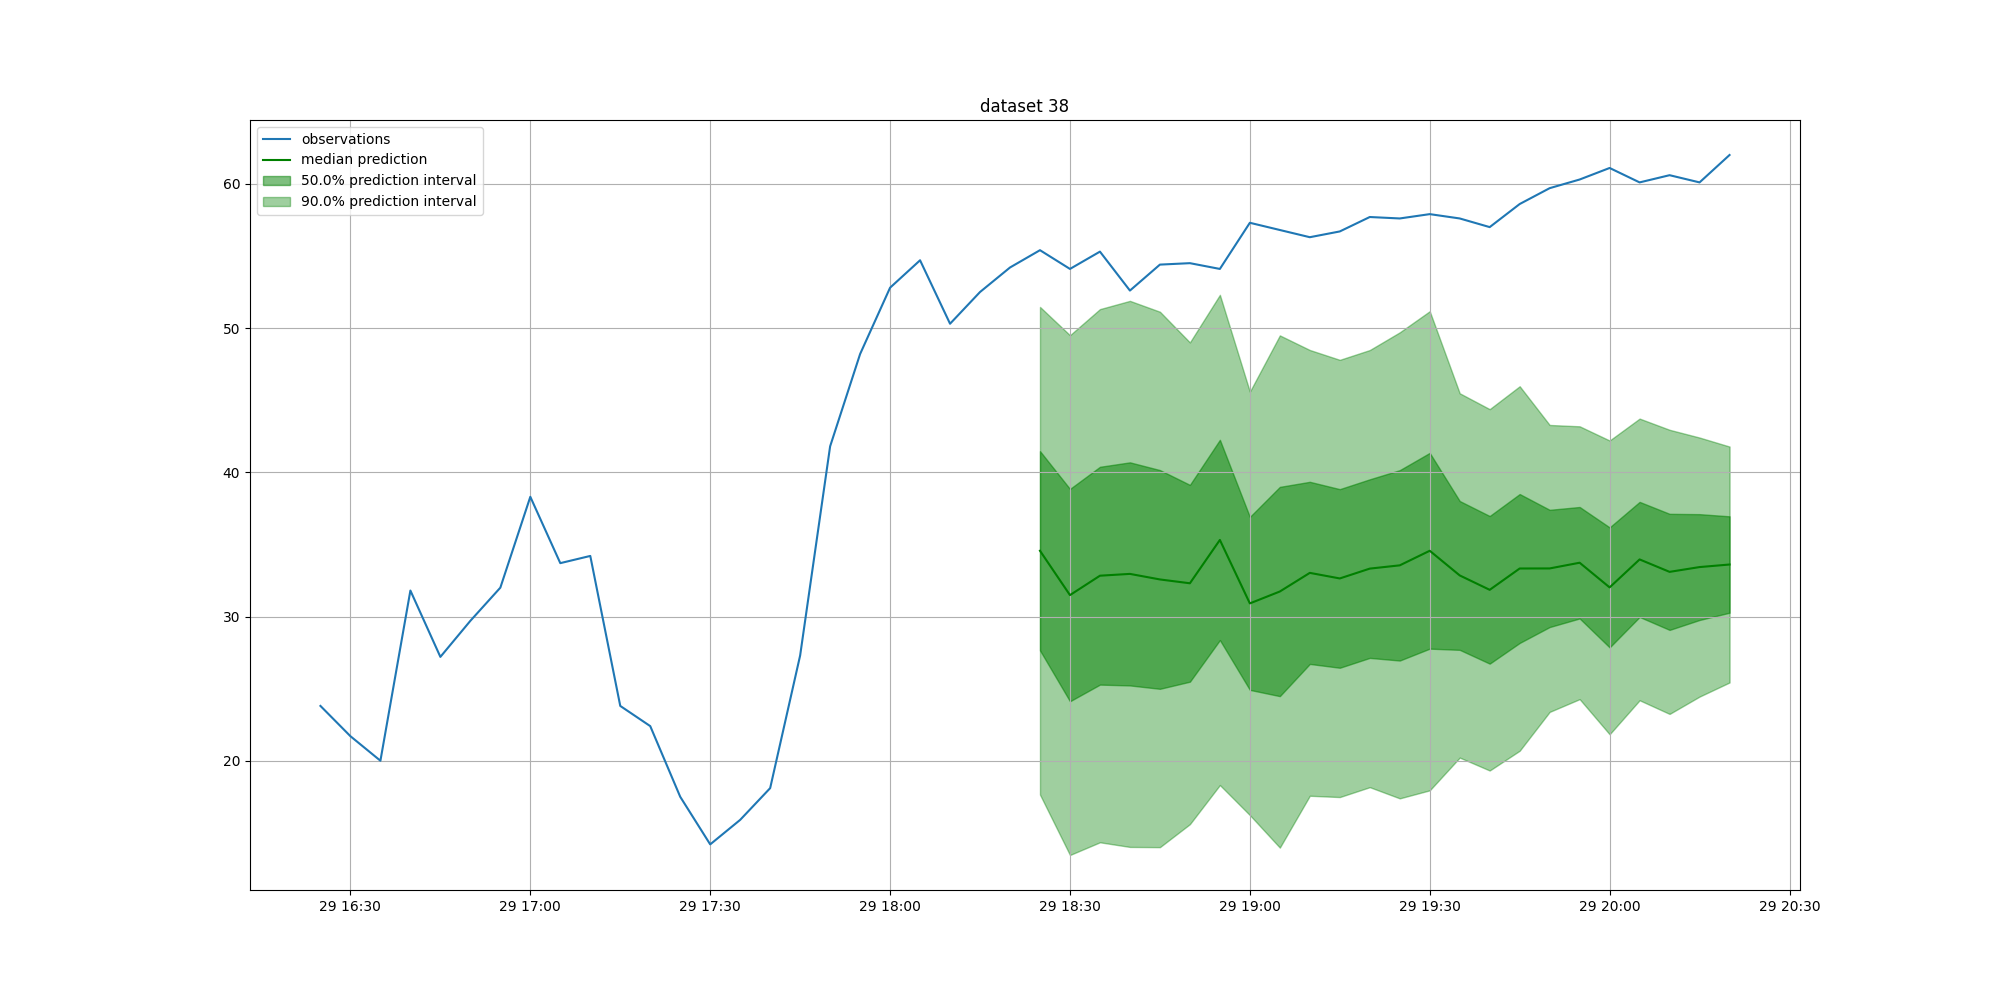 dataset 38
observations
median prediction
50.0% prediction interval
90.0% prediction interval
60
50
40
30
20
29 16:30
29 17:00
29 17:30
29 18:00
29 18:30
29 19:00
29 19:30
29 20:00
29 20:30